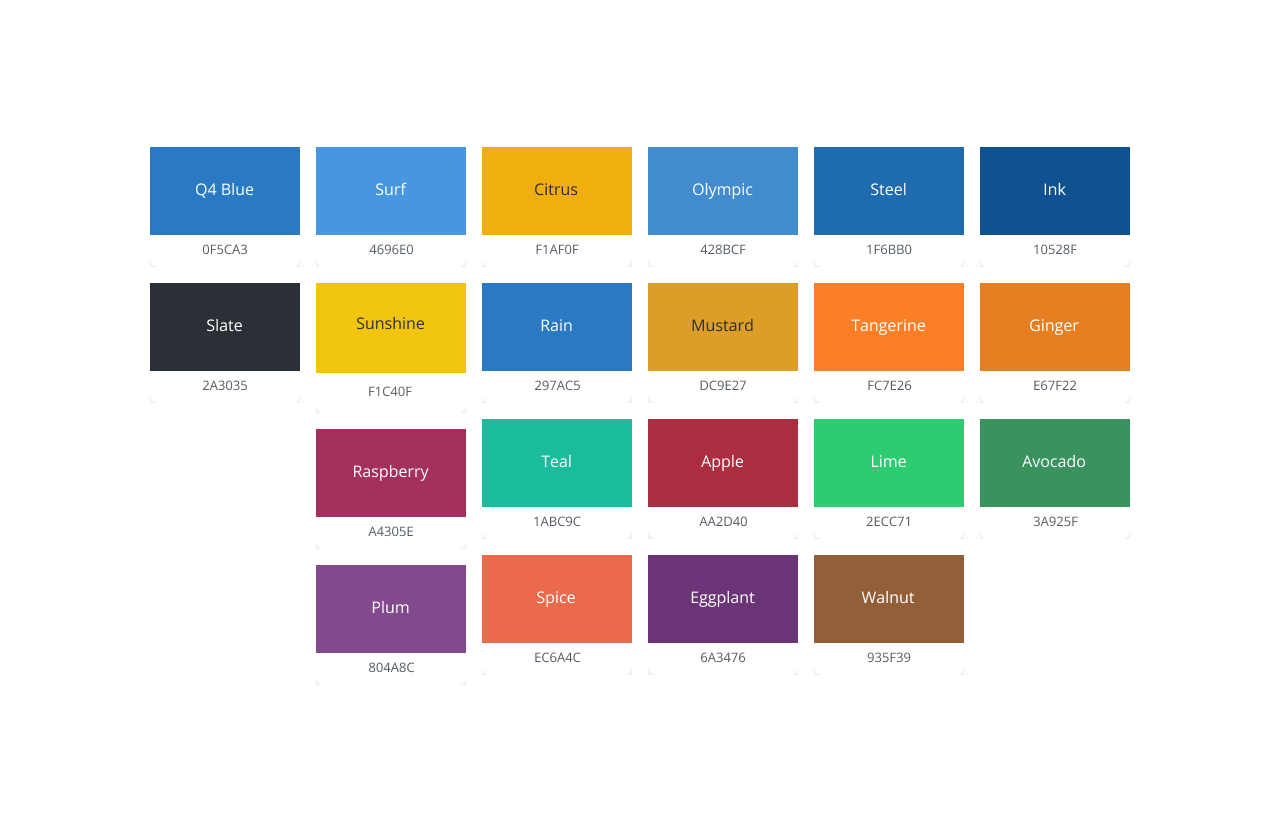 Q4 Blue
0F5CA3
Surf
4696E0
Citrus
F1AF0F
Olympic
428BCF
Steel
1F6BB0
Ink
10528F
Slate
2A3035
Sunshine
F1C40F
Rain
297AC5
Mustard
DC9E27
Tangerine
FC7E26
Ginger
E67F22
Raspberry
A4305E
Teal
1ABC9C
Apple
AA2D40
Lime
2ECC71
Avocado
3A925F
Plum
804A8C
Spice
EC6A4C
Eggplant
6A3476
Walnut
935F39